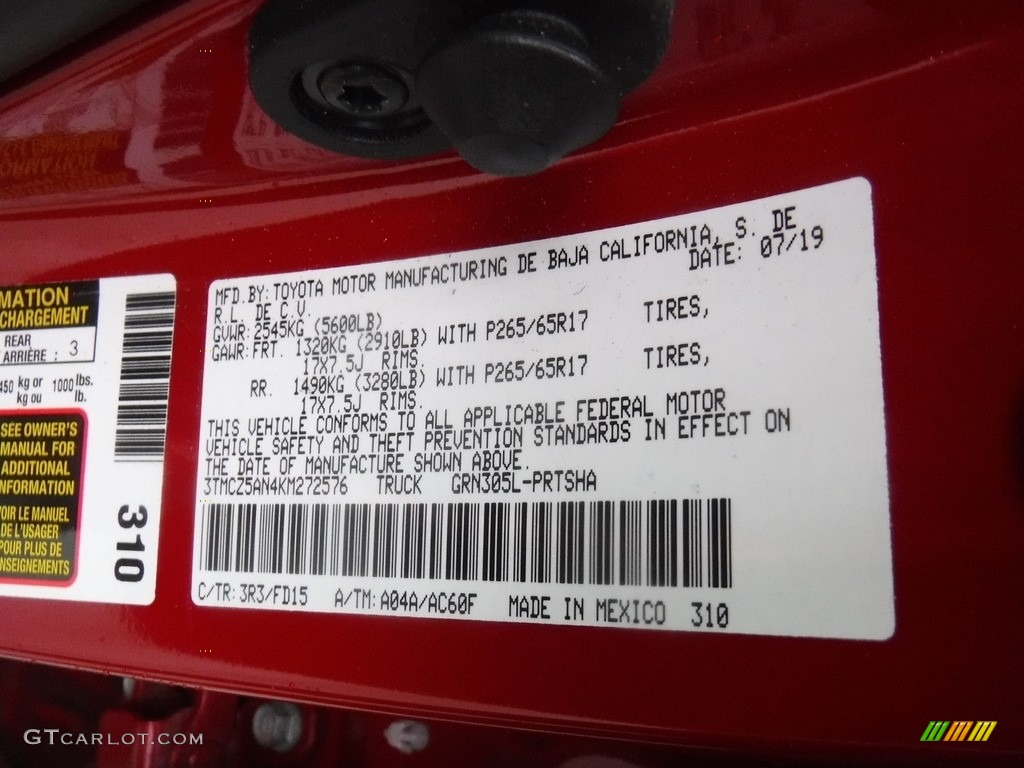 MFD.BY:TOYOTA MOTOR MANUFACTURING DE BAJA CALIFORNIA, S. DE
R.L. DE C.V. DATE: 07/19
GVWR:2545KG (5600LB)
GAWR:FRT. 1320KG (2910LB) WITH P265/65R17 TIRES,
17X7.5J RIMS.
RR. 1490KG (3280LB) WITH P265/65R17 TIRES,
17X7.5J RIMS.
THIS VEHICLE CONFORMS TO ALL APPLICABLE FEDERAL MOTOR
VEHICLE SAFETY AND THEFT PREVENTION STANDARDS IN EFFECT ON
THE DATE OF MANUFACTURE SHOWN ABOVE.
3TMCZ5AN4KM272576 TRUCK GRN305L-PRTSHA
C/TR:3R3/FD15 A/TM:A04A/AC60F MADE IN MEXICO 310
MATION
CHARGEMENT
REAR
ARRIÈRE : 3
450 kg or 1000 lbs.
kg ou lb.
SEE OWNER'S
MANUAL FOR
ADDITIONAL
NFORMATION
OIR LE MANUEL
DE L'USAGER
POUR PLUS DE
NSEIGNEMENTS
310
GTCARLOT.COM